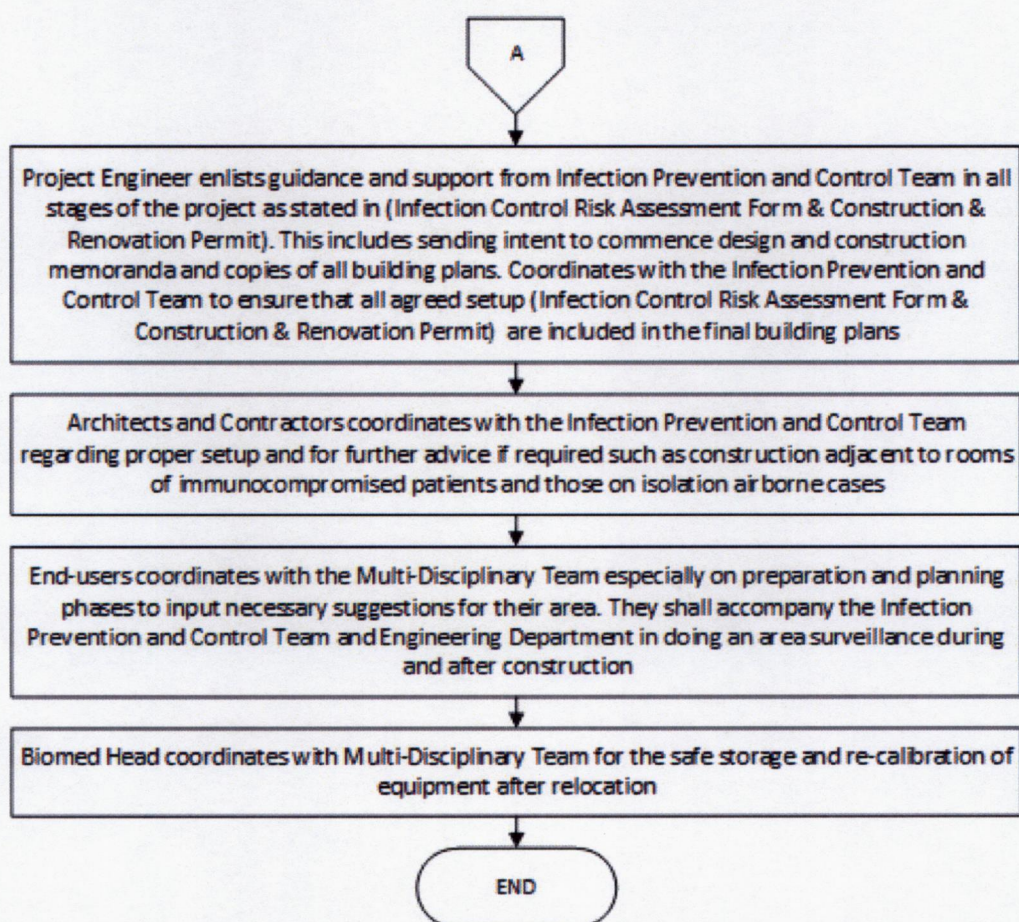 A
Project Engineer enlists guidance and support from Infection Prevention and Control Team in all
stages of the project as stated in (Infection Control Risk Assessment Form & Construction &
Renovation Permit). This includes sending intent to commence design and construction
memoranda and copies of all building plans. Coordinates with the Infection Prevention and
Control Team to ensure that all agreed setup (Infection Control Risk Assessment Form &
Construction & Renovation Permit) are included in the final building plans
Architects and Contractors coordinates with the Infection Prevention and Control Team
regarding proper setup and for further advice if required such as construction adjacent to rooms
of immunocompromised patients and those on isolation airborne cases
End-users coordinates with the Multi-Disciplinary Team especially on preparation and planning
phases to input necessary suggestions for their area. They shall accompany the Infection
Prevention and Control Team and Engineering Department in doing an area surveillance during
and after construction
Biomed Head coordinates with Multi-Disciplinary Team for the safe storage and re-calibration of
equipment after relocation
END